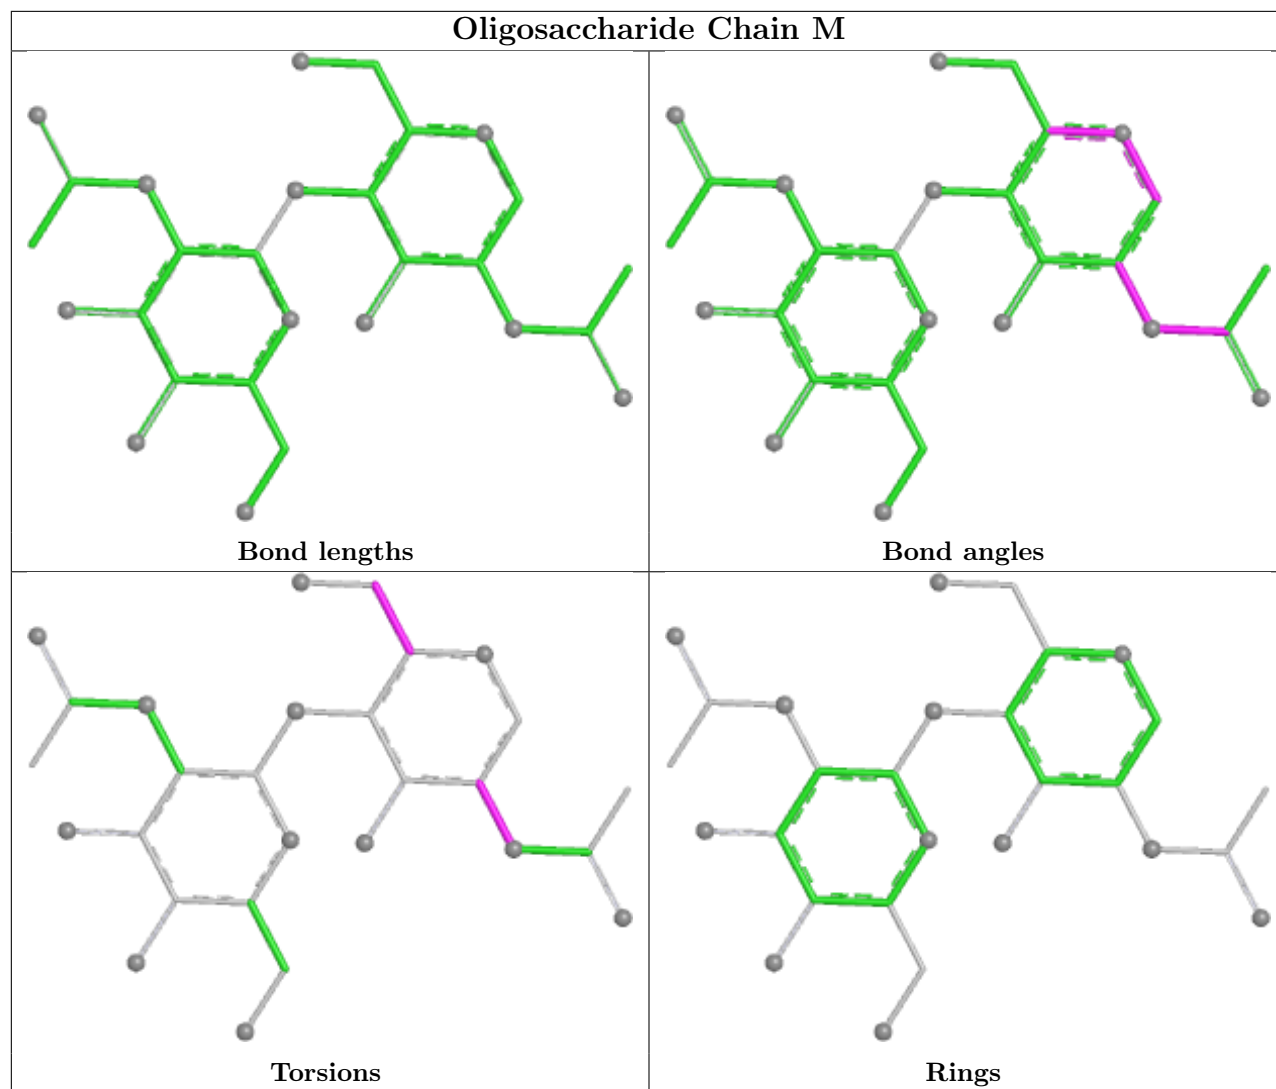 Oligosaccharide Chain M
Bond lengths
Bond angles
Torsions
Rings